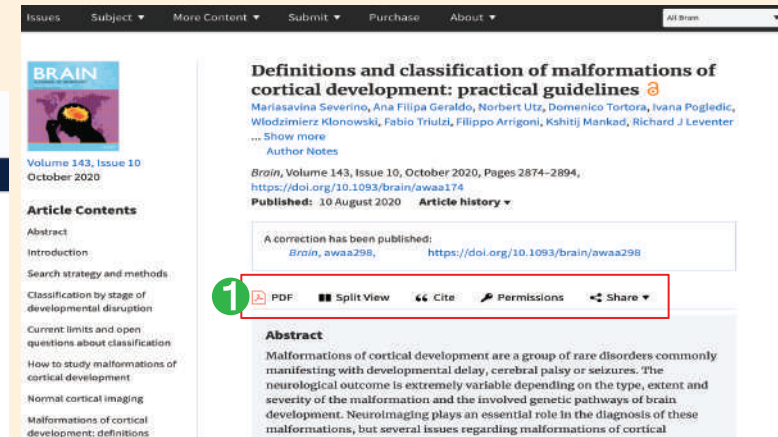 Issues Subject ▼ More Content ▼ Submit ▼ Purchase About ▼ All Brain ▼
BRAIN
Volume 143, Issue 10
October 2020
Article Contents
Abstract
Introduction
Search strategy and methods
Classification by stage of
developmental disruption
Current limits and open
questions about classification
How to study malformations of
cortical development
Normal cortical imaging
Malformations of cortical
development: definitions
Definitions and classification of malformations of
cortical development: practical guidelines
Mariasavina Severino, Ana Filipa Geraldo, Norbert Utz, Domenico Tortora, Ivana Pogledic,
Wlodzimierz Klonowski, Fabio Triulzi, Filippo Arrigoni, Kshitij Mankad, Richard J Leventer
... Show more
Author Notes
Brain, Volume 143, Issue 10, October 2020, Pages 2874–2894,
https://doi.org/10.1093/brain/awaa174
Published: 10 August 2020 Article history ▼
A correction has been published:
Brain, awaa298, https://doi.org/10.1093/brain/awaa298
1 PDF Split View Cite Permissions Share ▼
Abstract
Malformations of cortical development are a group of rare disorders commonly
manifesting with developmental delay, cerebral palsy or seizures. The
neurological outcome is extremely variable depending on the type, extent and
severity of the malformation and the involved genetic pathways of brain
development. Neuroimaging plays an essential role in the diagnosis of these
malformations, but several issues regarding malformations of cortical